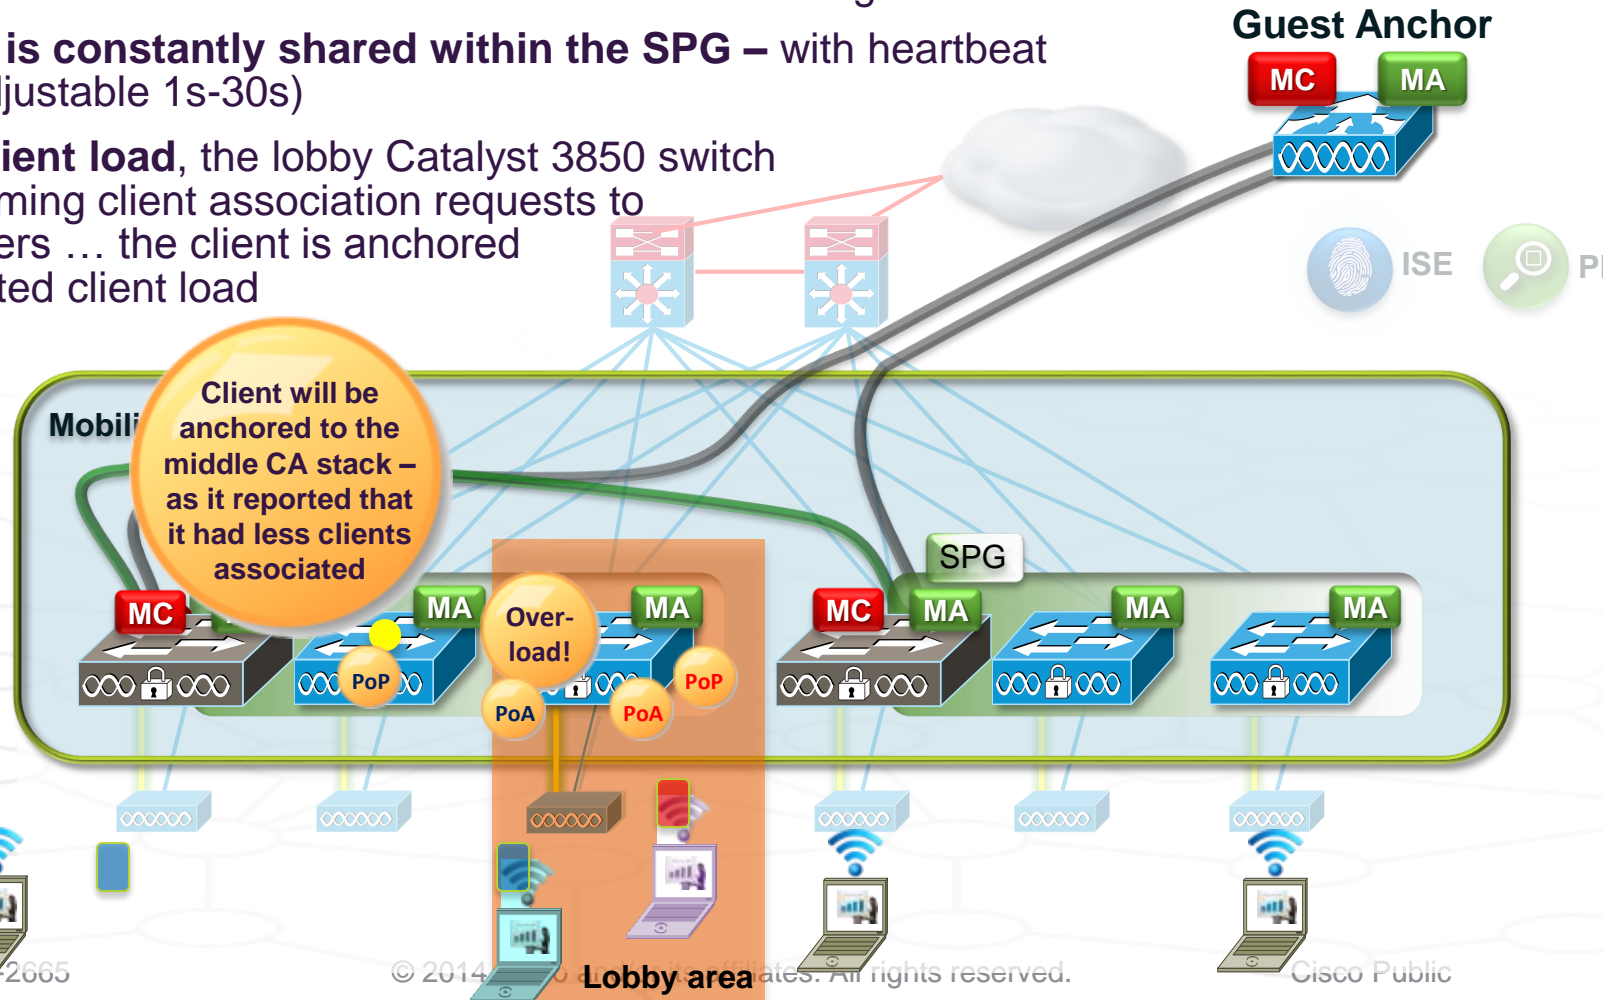 Guest Anchor
is constantly shared within the SPG – with heartbeat
justable 1s-30s)
ient load, the lobby Catalyst 3850 switch
ming client association requests to
ers … the client is anchored
ted client load
MC
MA
ISE
Client will be
anchored to the
middle CA stack –
as it reported that
it had less clients
associated
Mobili
SPG
MC
MA
Over-
load!
MA
MC
MA
MA
MA
PoP
PoA
PoA
PoP
Lobby area
-2665
© 2014
All rights reserved.
Cisco Public